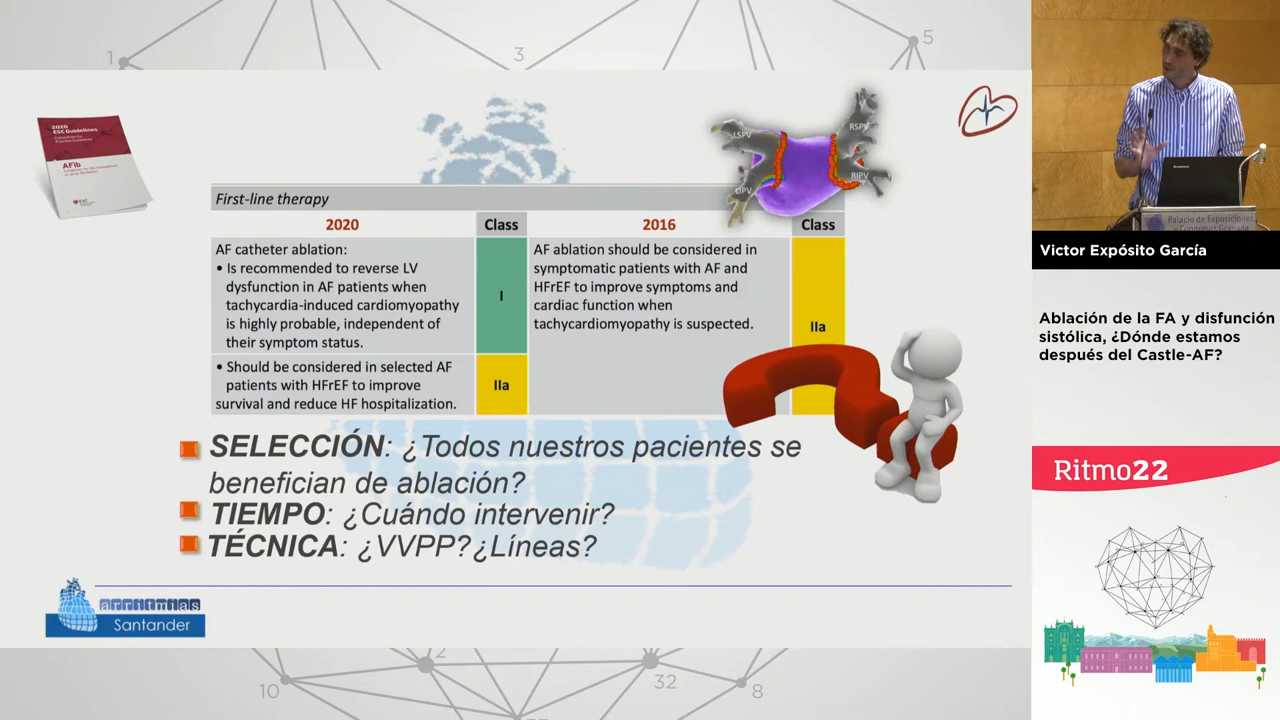 1
3
5
2020
ESC Guidelines
AFib
ESC
LSPV
RSPV
LIPV
RIPV
First-line therapy
2020
Class
2016
Class
AF catheter ablation:
• Is recommended to reverse LV
dysfunction in AF patients when
tachycardia-induced cardiomyopathy
is highly probable, independent of
their symptom status.
I
AF ablation should be considered in
symptomatic patients with AF and
HFrEF to improve symptoms and
cardiac function when
tachycardiomyopathy is suspected.
IIa
• Should be considered in selected AF
patients with HFrEF to improve
survival and reduce HF hospitalization.
IIa
SELECCIÓN: ¿Todos nuestros pacientes se
benefician de ablación?
TIEMPO: ¿Cuándo intervenir?
TÉCNICA: ¿VVPP?¿Líneas?
arritmias
Santander
2
10
32
8
Palacio de Exposiciones
y Congresos Granada
Victor Expósito García
Ablación de la FA y disfunción
sistólica, ¿Dónde estamos
después del Castle-AF?
Ritmo22